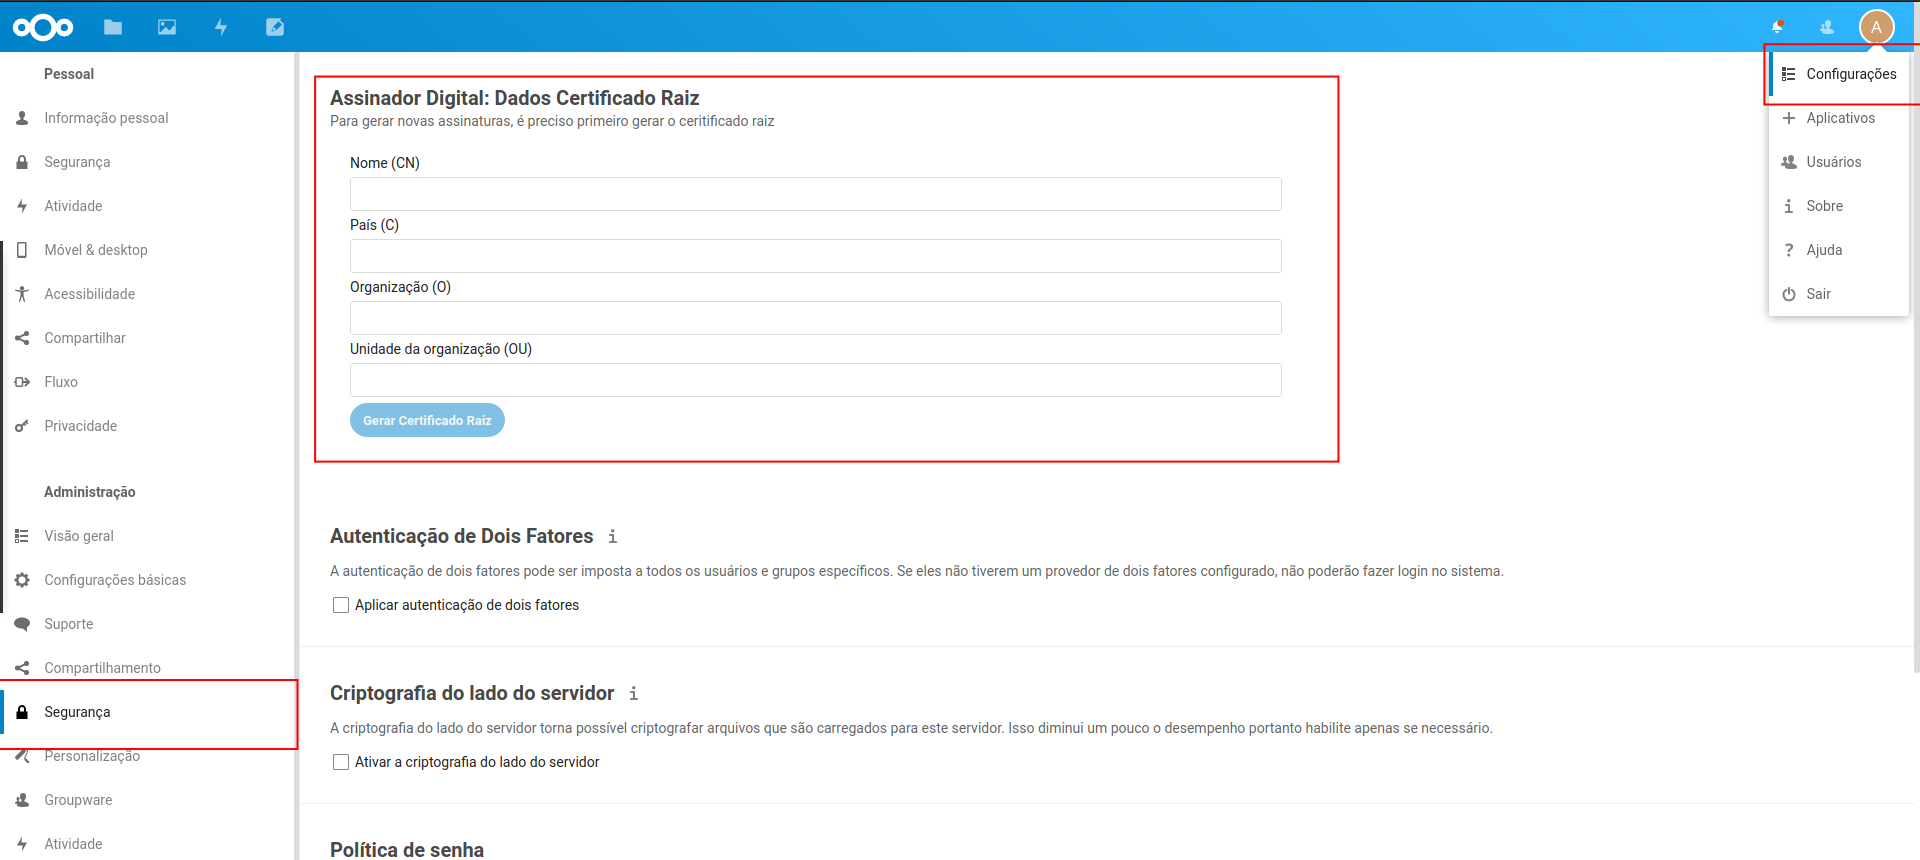 A
Pessoal
Informação pessoal
Segurança
Atividade
Móvel & desktop
Acessibilidade
Compartilhar
Fluxo
Privacidade
Administração
Visão geral
Configurações básicas
Suporte
Compartilhamento
Segurança
Personalização
Groupware
Atividade
Assinador Digital: Dados Certificado Raiz
Para gerar novas assinaturas, é preciso primeiro gerar o ceritificado raiz
Nome (CN)
País (C)
Organização (O)
Unidade da organização (OU)
Gerar Certificado Raiz
Autenticação de Dois Fatores
A autenticação de dois fatores pode ser imposta a todos os usuários e grupos específicos. Se eles não tiverem um provedor de dois fatores configurado, não poderão fazer login no sistema.
Aplicar autenticação de dois fatores
Criptografia do lado do servidor
A criptografia do lado do servidor torna possível criptografar arquivos que são carregados para este servidor. Isso diminui um pouco o desempenho portanto habilite apenas se necessário.
Ativar a criptografia do lado do servidor
Política de senha
Configurações
Aplicativos
Usuários
Sobre
Ajuda
Sair